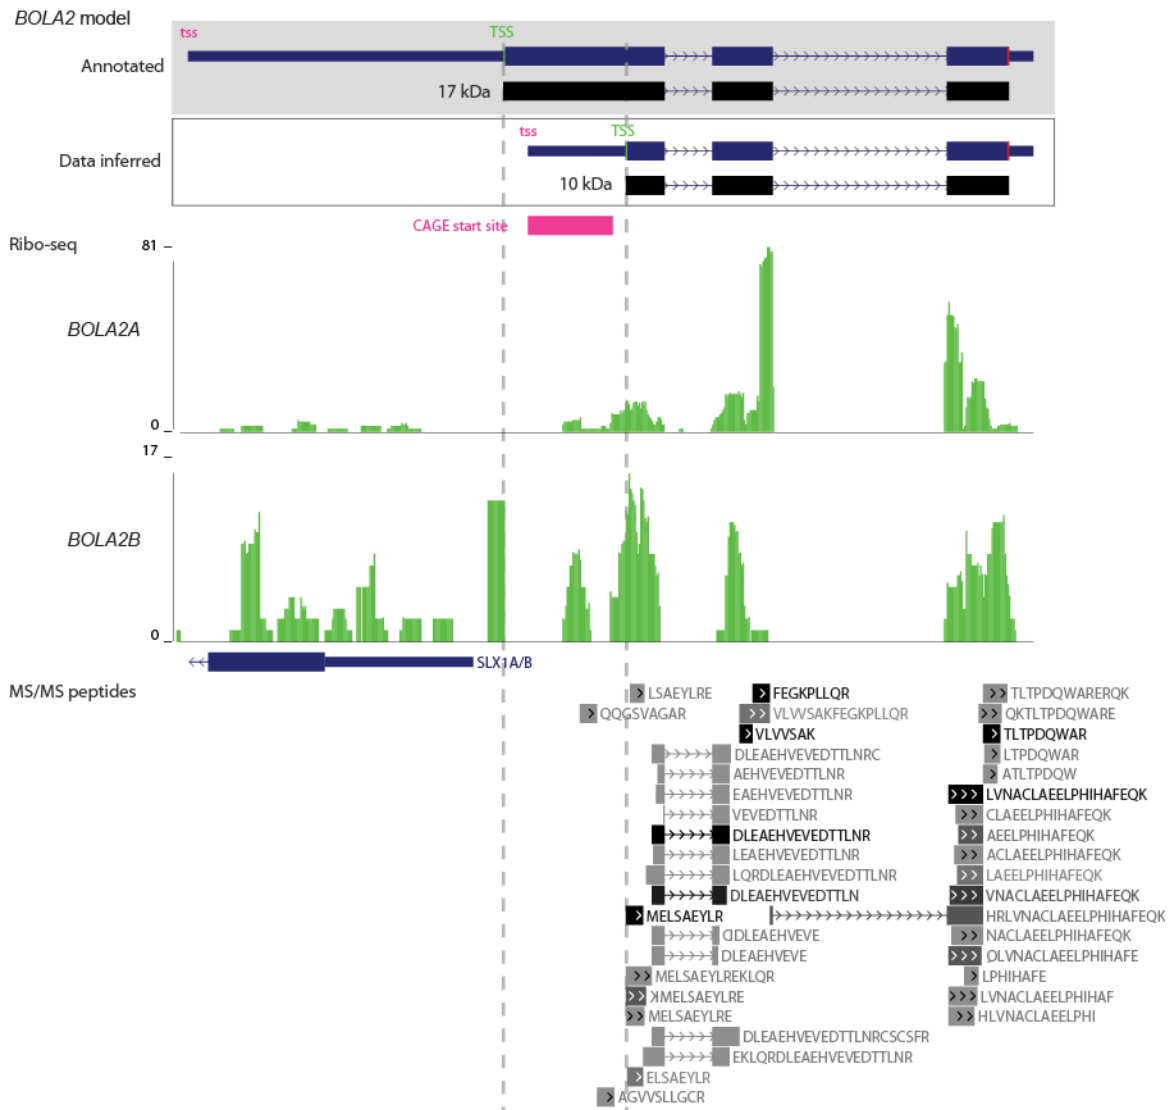 BOLA2 model
tss TSS
Annotated
17 kDa
tss TSS
Data inferred
10 kDa
CAGE start site
Ribo-seq
81
BOLA2A
0
17
BOLA2B
0
SLX1A/B
MS/MS peptides
LSAEYLRE FEGKPLLQR TLTPDQWARERQK
QQGSVAGAR VLVVSAKFEGKPLLQR QKTLTPDQWARE
VLVVSAK TLTPDQWAR
DLEAEHVEVEDTTLNRC LTPDQWAR
AEHVEVEDTTLNR ATLTPDQW
EAEHVEVEDTTLNR LVNACLAEELPHIHAFEQK
VEVEDTTLNR CLAEELPHIHAFEQK
DLEAEHVEVEDTTLNR AEELPHIHAFEQK
LEAEHVEVEDTTLNR ACLAEELPHIHAFEQK
LQRDLEAEHVEVEDTTLNR LAEELPHIHAFEQK
DLEAEHVEVEDTTLN VNACLAEELPHIHAFEQK
MELSAEYLR HRLVNACLAEELPHIHAFEQK
DLEAEHVEVE NACLAEELPHIHAFEQK
DLEAEHVEVE QLVNACLAEELPHIHAFE
MELSAEYLREKLQR LPHIHAFE
KMELSAEYLRE LVNACLAEELPHIHAF
MELSAEYLRE HLVNACLAEELPHI
DLEAEHVEVEDTTLNRCSCSFR
EKLQRDLEAEHVEVEDTTLNR
ELSAEYLR
AGVVSLLGCR